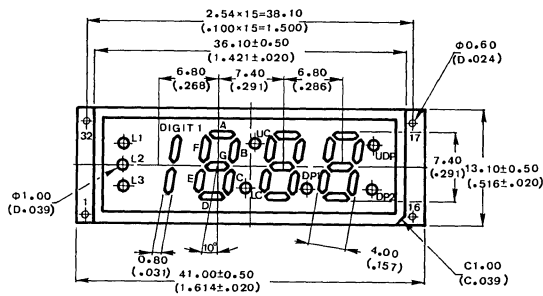 2.54×15=38.10
(.100×15=1.500)
36.10±0.50
(1.421±.020)
6.80
(.268)
7.40
(.291)
6.80
(.286)
Φ0.60
(D.024)
32
DIGIT 1
A
UC
17
L1
F
B
UDP
L2
G
L3
E
C
DP1
D
LC
DP2
1
16
7.40
(.291)
13.10±0.50
(.516±.020)
Φ1.00
(D.039)
10°
0.80
(.031)
4.00
(.157)
C1.00
(C.039)
41.00±0.50
(1.614±.020)